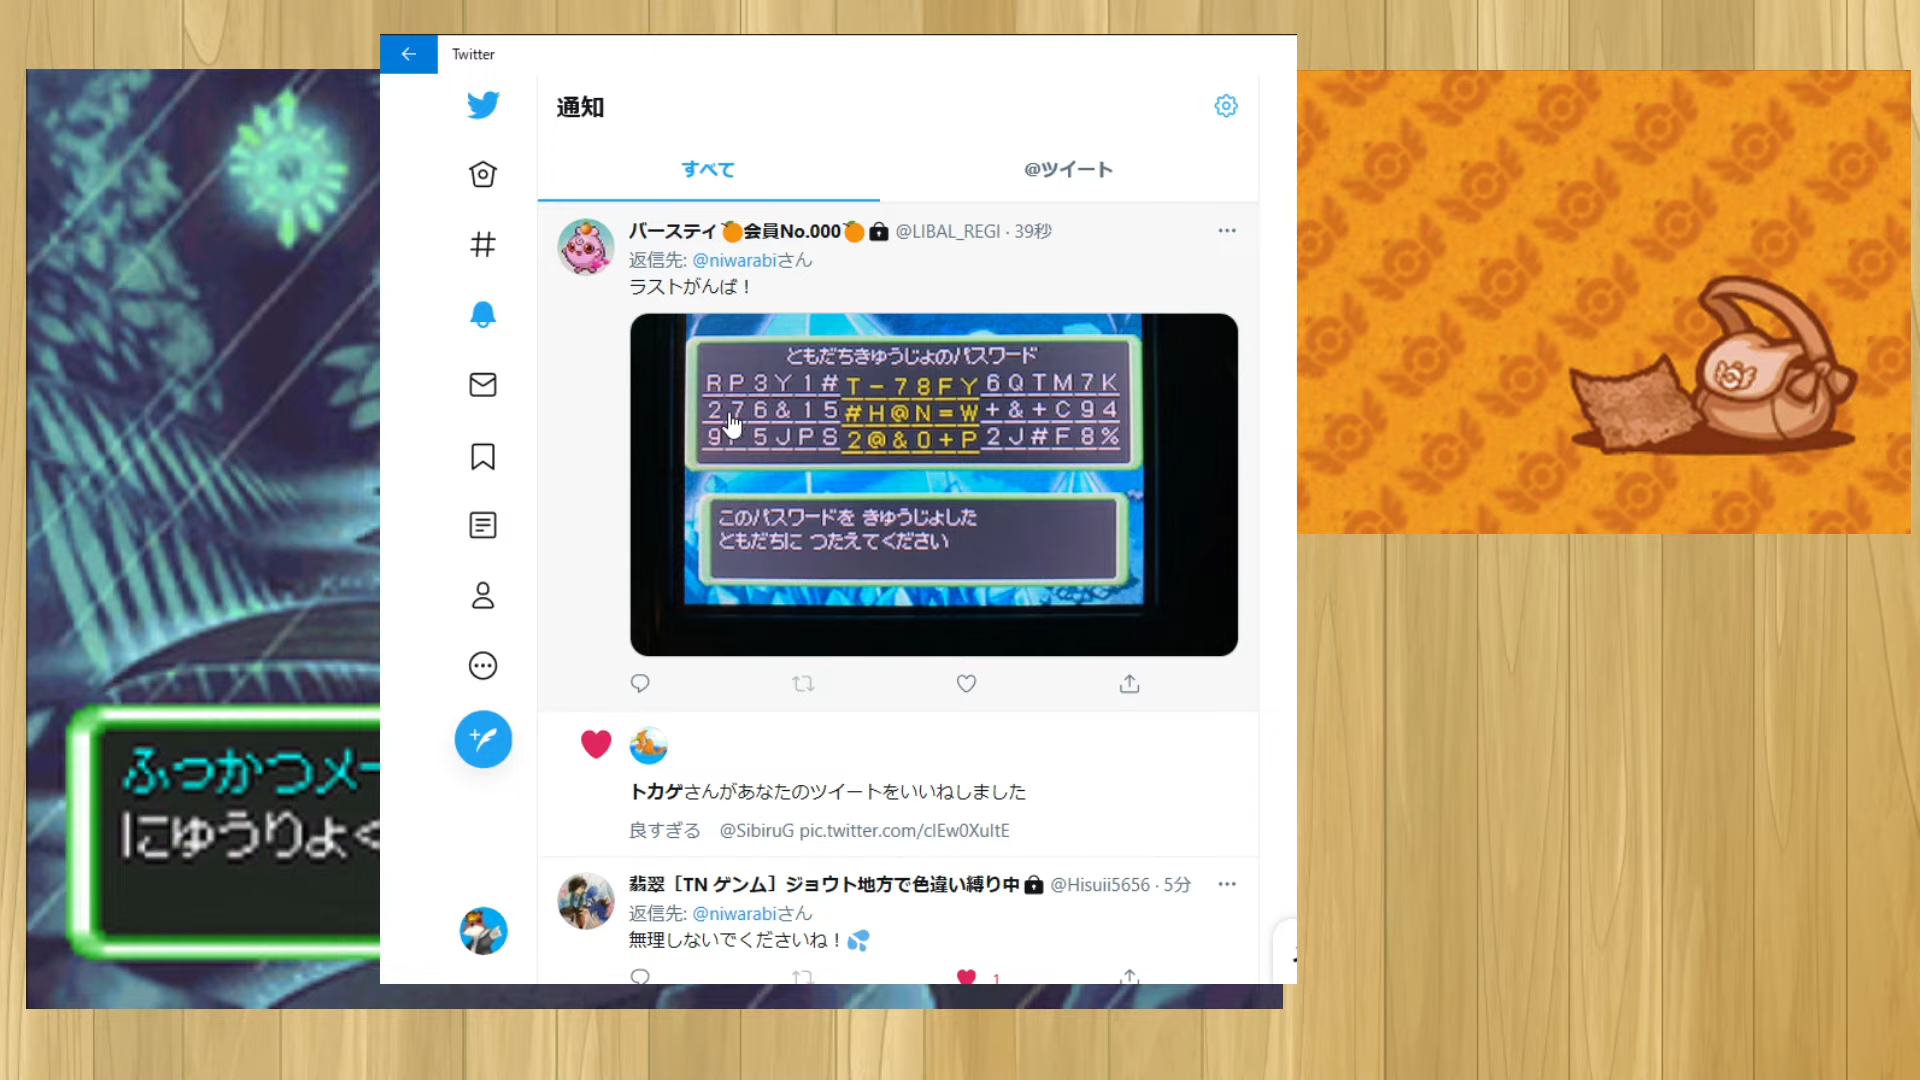 Twitter
通知
すべて
@ツイート
バースティ🍊会員No.000🍊 @LIBAL_REGI · 39秒
返信先: @niwarabiさん
ラストがんば！
ともだちきゅうじょのパスワード
RP3Y1# T-78FY 6QTM7K
276&15 #H@N=W +&+C94
9 5JPS 2@&0+P 2J#F8%
このパスワードを きゅうじょした
ともだちに つたえてください
トカゲさんがあなたのツイートをいいねしました
良すぎる @SibiruG pic.twitter.com/clEw0XultE
翡翠［TN ゲンム］ジョウト地方で色違い縛り中 @Hisuii5656 · 5分
返信先: @niwarabiさん
無理しないでくださいね！💦
1
ふっかつメー
にゅうりょく